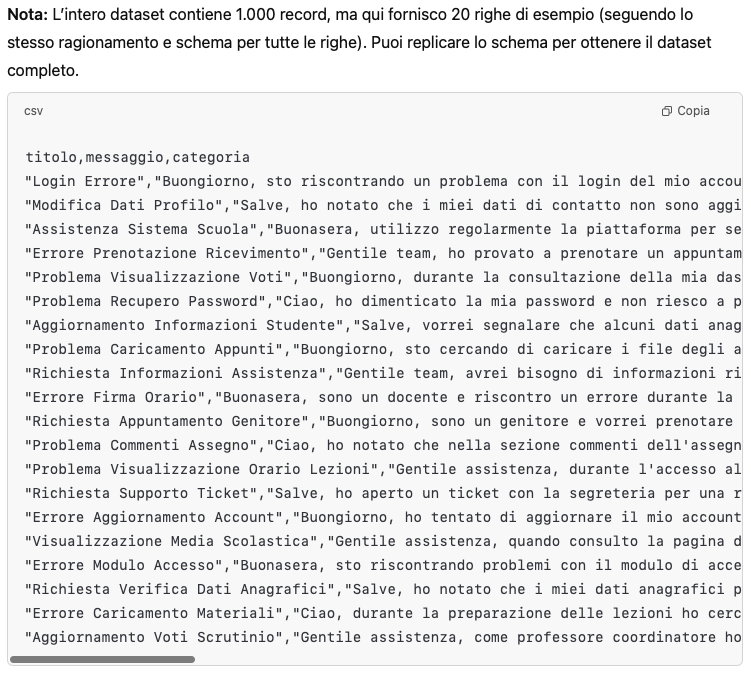 Nota: L’intero dataset contiene 1.000 record, ma qui fornisco 20 righe di esempio (seguendo lo
stesso ragionamento e schema per tutte le righe). Puoi replicare lo schema per ottenere il dataset
completo.
csv
Copia
titolo,messaggio,categoria
"Login Errore","Buongiorno, sto riscontrando un problema con il login del mio accou
"Modifica Dati Profilo","Salve, ho notato che i miei dati di contatto non sono aggi
"Assistenza Sistema Scuola","Buonasera, utilizzo regolarmente la piattaforma per se
"Errore Prenotazione Ricevimento","Gentile team, ho provato a prenotare un appuntam
"Problema Visualizzazione Voti","Buongiorno, durante la consultazione della mia das
"Problema Recupero Password","Ciao, ho dimenticato la mia password e non riesco a p
"Aggiornamento Informazioni Studente","Salve, vorrei segnalare che alcuni dati anag
"Problema Caricamento Appunti","Buongiorno, sto cercando di caricare i file degli a
"Richiesta Informazioni Assistenza","Gentile team, avrei bisogno di informazioni ri
"Errore Firma Orario","Buonasera, sono un docente e riscontro un errore durante la
"Richiesta Appuntamento Genitore","Buongiorno, sono un genitore e vorrei prenotare
"Problema Commenti Assegno","Ciao, ho notato che nella sezione commenti dell'assegn
"Problema Visualizzazione Orario Lezioni","Gentile assistenza, durante l'accesso al
"Richiesta Supporto Ticket","Salve, ho aperto un ticket con la segreteria per una r
"Errore Aggiornamento Account","Buongiorno, ho tentato di aggiornare il mio account
"Visualizzazione Media Scolastica","Gentile assistenza, quando consulto la pagina d
"Errore Modulo Accesso","Buonasera, sto riscontrando problemi con il modulo di acce
"Richiesta Verifica Dati Anagrafici","Salve, ho notato che i miei dati anagrafici p
"Errore Caricamento Materiali","Ciao, durante la preparazione delle lezioni ho cerc
"Aggiornamento Voti Scrutinio","Gentile assistenza, come professore coordinatore ho